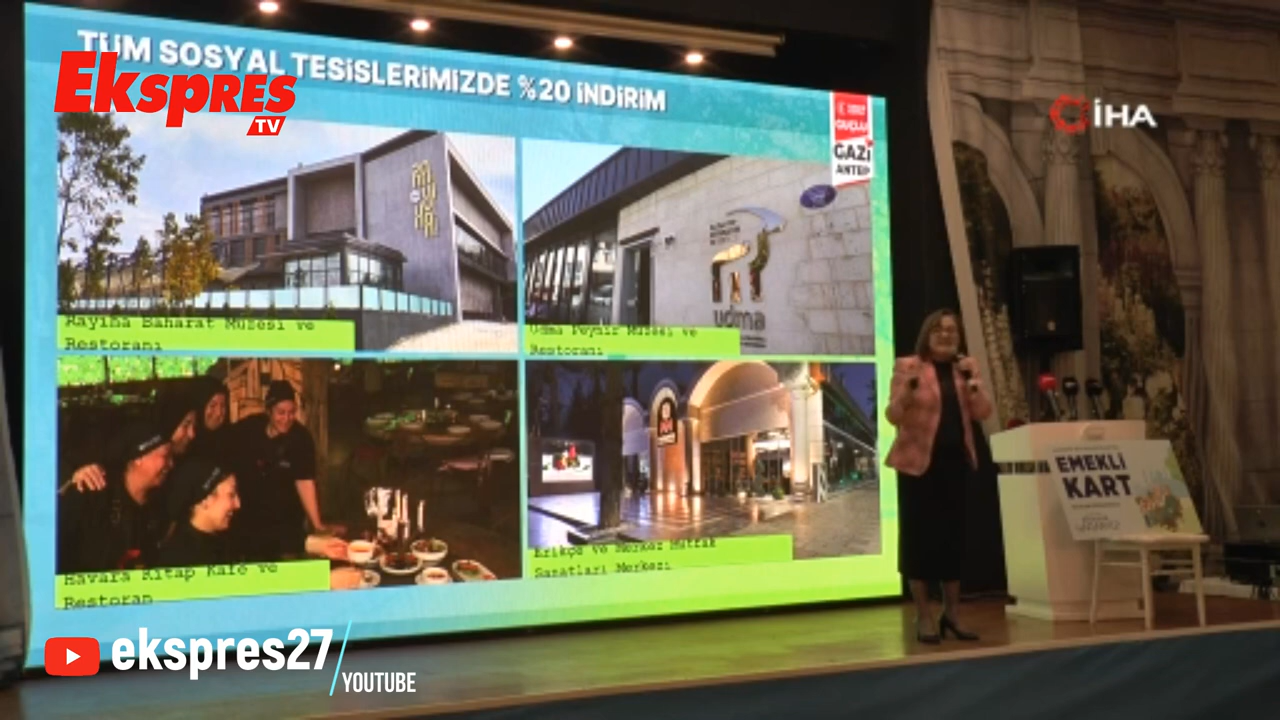 TÜM SOSYAL TESİSLERİMİZDE %20 İNDİRİM
Ekspres
TV
İHA
GAZİ
ANTEP
udma
Rayiha Baharat Müzesi ve
Restoranı
Udma Peynir Müzesi ve
Restoranı
EMEKLİ
KART
Havara Kitap Kafe ve
Restoran
Erikçe ve Merkez Mutfak
Sanatları Merkezi
ekspres27
YOUTUBE